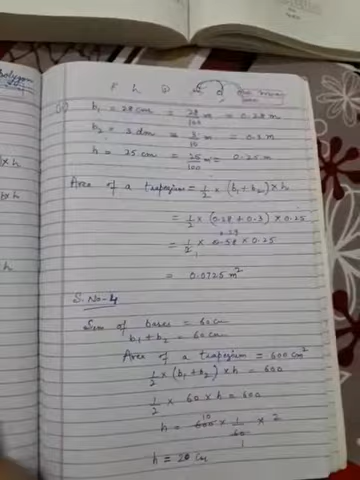 b₁ = 28 cm = 28/100 m = 0.28 m
b₂ = 3 dm = 3/10 m = 0.3 m
h = 25 cm = 25/100 m = 0.25 m
Area of a trapezium = 1/2 × (b₁ + b₂) × h
= 1/2 × (0.28 + 0.3) × 0.25
= 1/2 × 0.58 × 0.25
= 0.0725 m²
S. No-4
Sum of bases = 60 cm
b₁ + b₂ = 60 cm
Area of a trapezium = 600 cm²
1/2 × (b₁ + b₂) × h = 600
1/2 × 60 × h = 600
h = 600 × 1/60 × 2
h = 20 cm